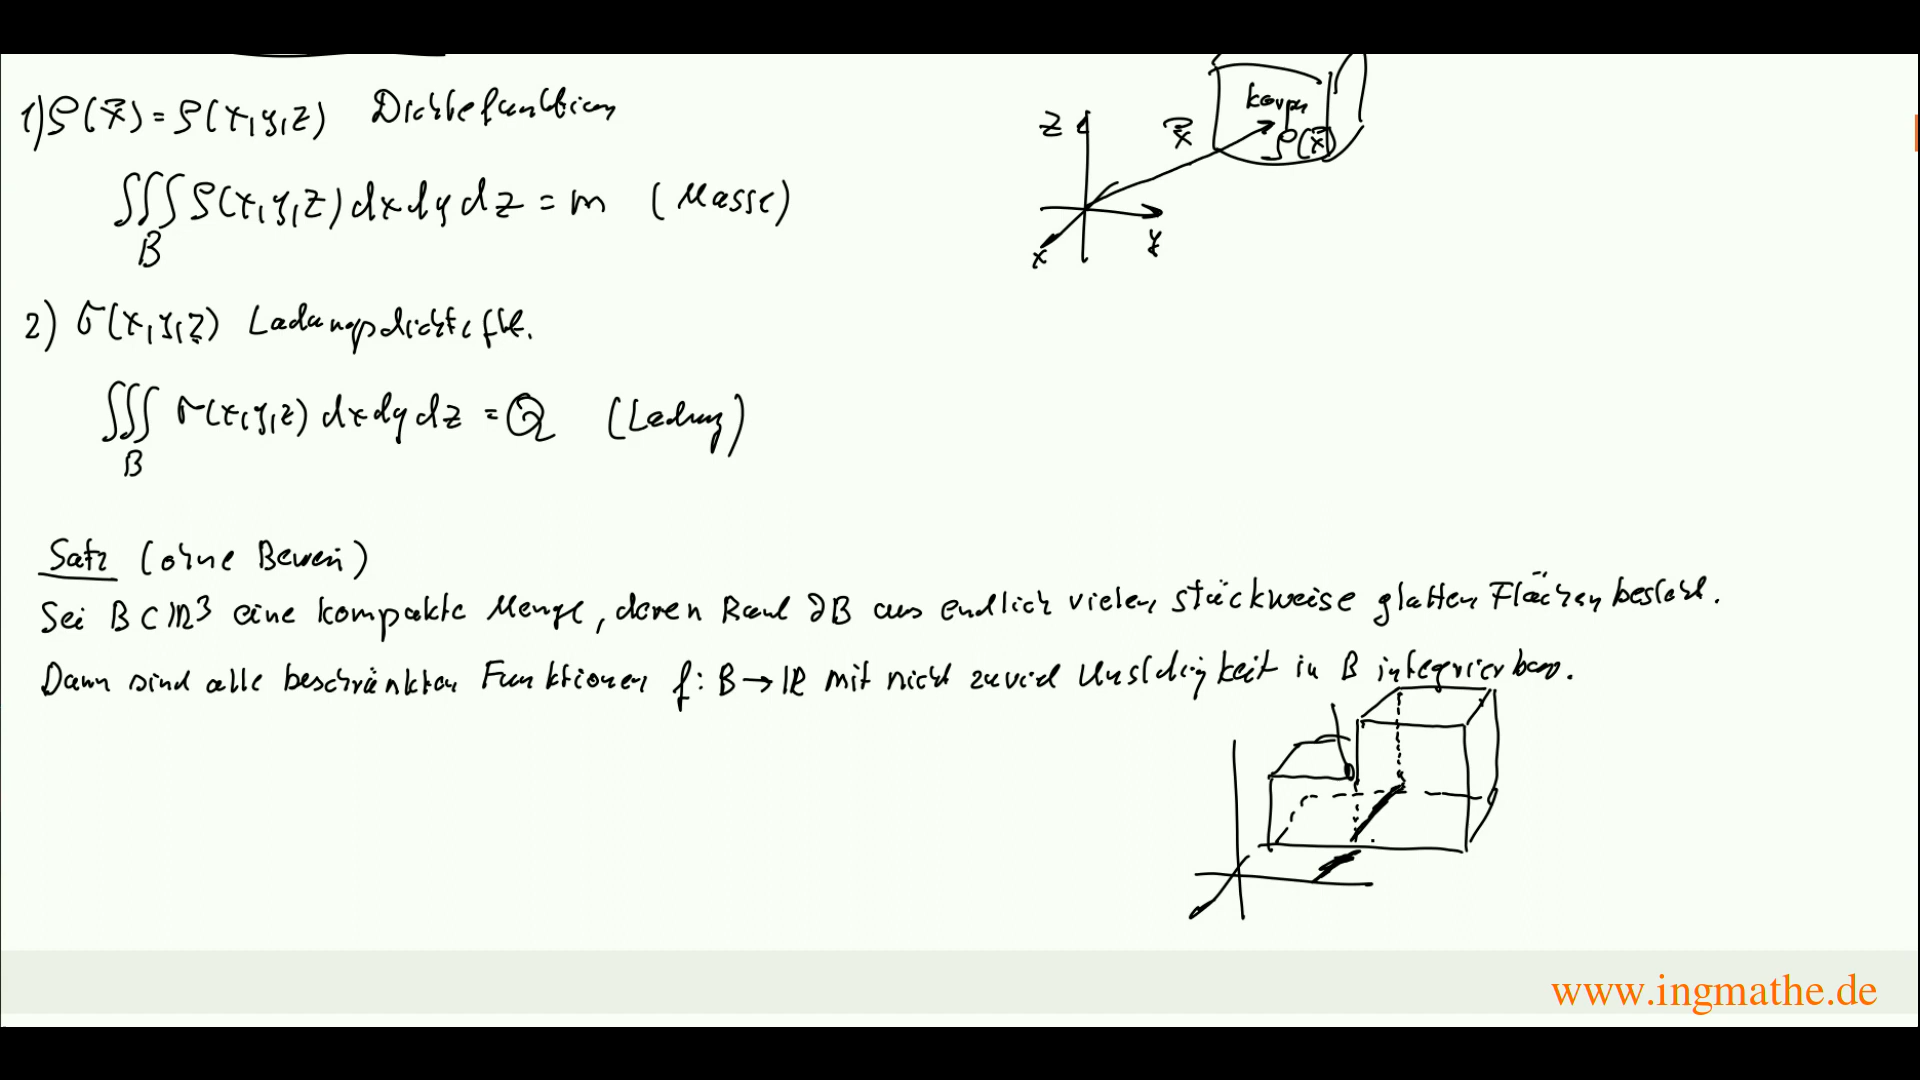 1) ρ(x⃗) = ρ(x,y,z) Dichtefunktion
z
x⃗
Körper
ρ(x⃗)
x
y
∭ ρ(x,y,z) dx dy dz = m (Masse)
B
2) σ(x,y,z) Ladungsdichtefkt.
∭ σ(x,y,z) dx dy dz = Q (Ladung)
B
Satz (ohne Beweis)
Sei B ⊂ ℝ³ eine kompakte Menge, deren Rand ∂B aus endlich vielen stückweise glatten Flächen besteht.
Dann sind alle beschränkten Funktionen f: B → ℝ mit nicht zuviel Unstetigkeit in B integrierbar.
www.ingmathe.de